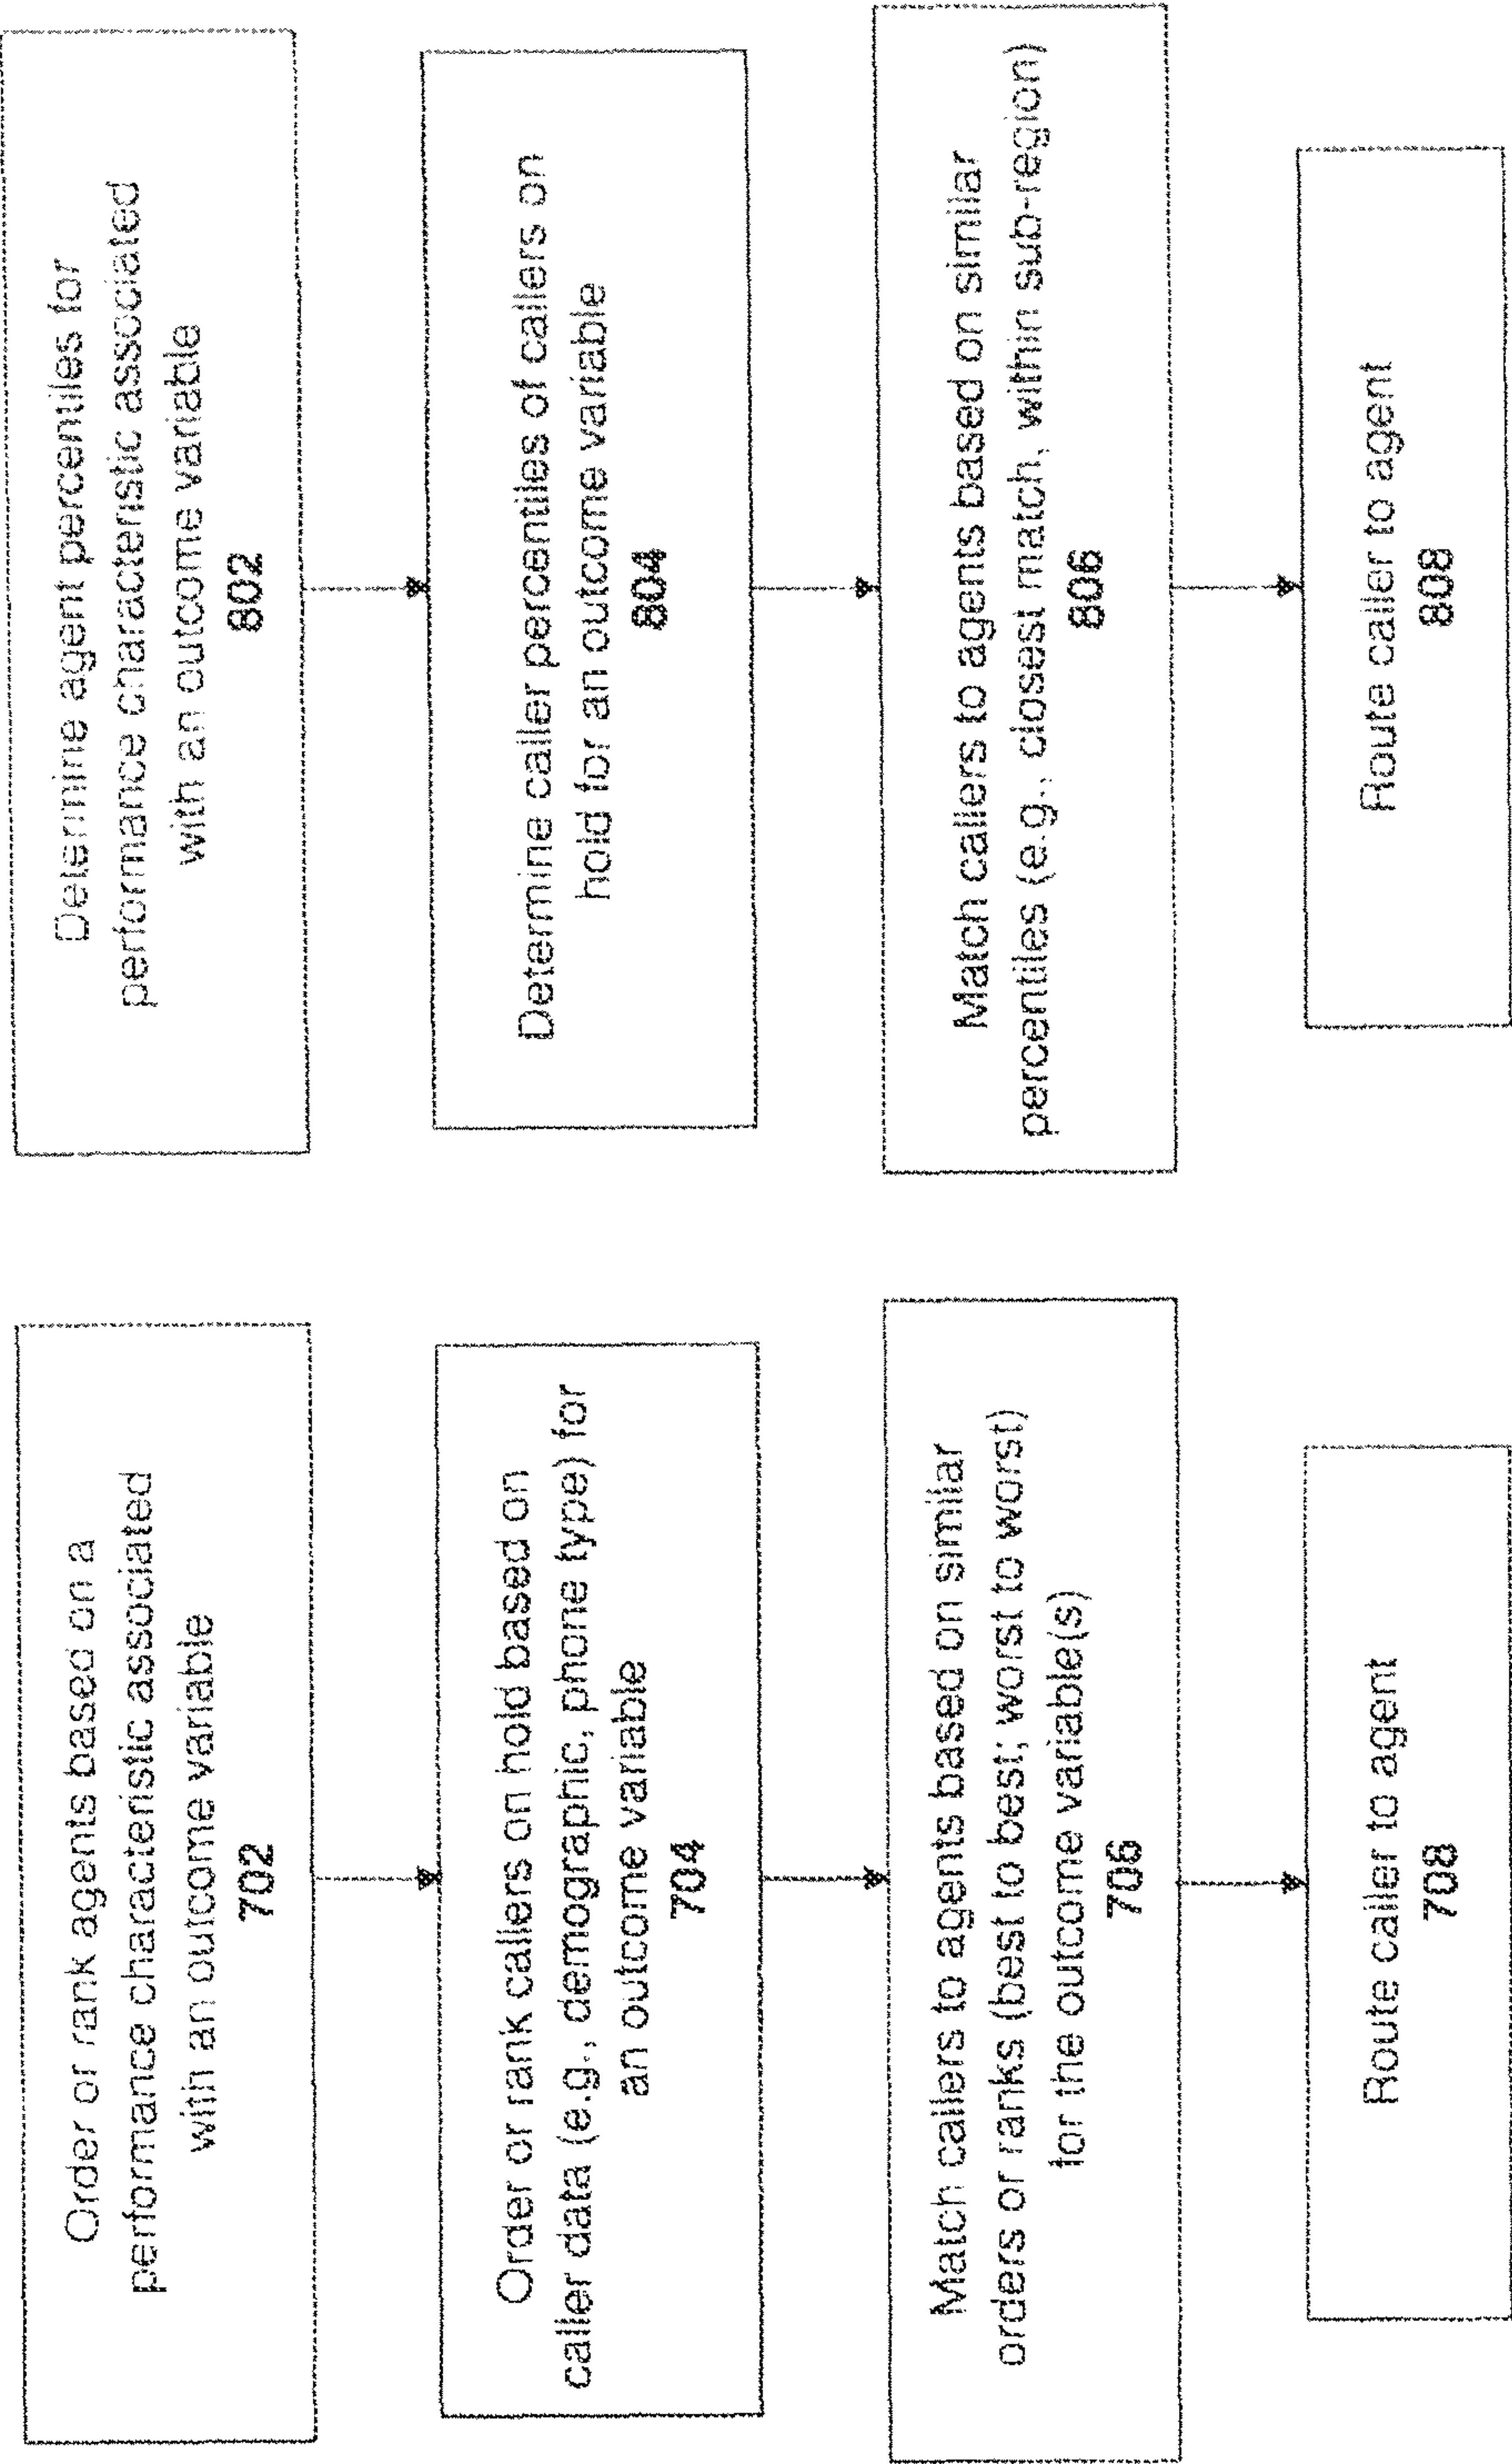 Order or rank agents based on a
performance characteristic associated
with an outcome variable
702
Order or rank callers on hold based on
caller data (e.g., demographic, phone type) for
an outcome variable
704
Match callers to agents based on similar
orders or ranks (best to best; worst to worst)
for the outcome variable(s)
706
Route caller to agent
708
Determine agent percentiles for
performance characteristic associated
with an outcome variable
802
Determine caller percentiles of callers on
hold for an outcome variable
804
Match callers to agents based on similar
percentiles (e.g., closest match, within sub-region)
806
Route caller to agent
808